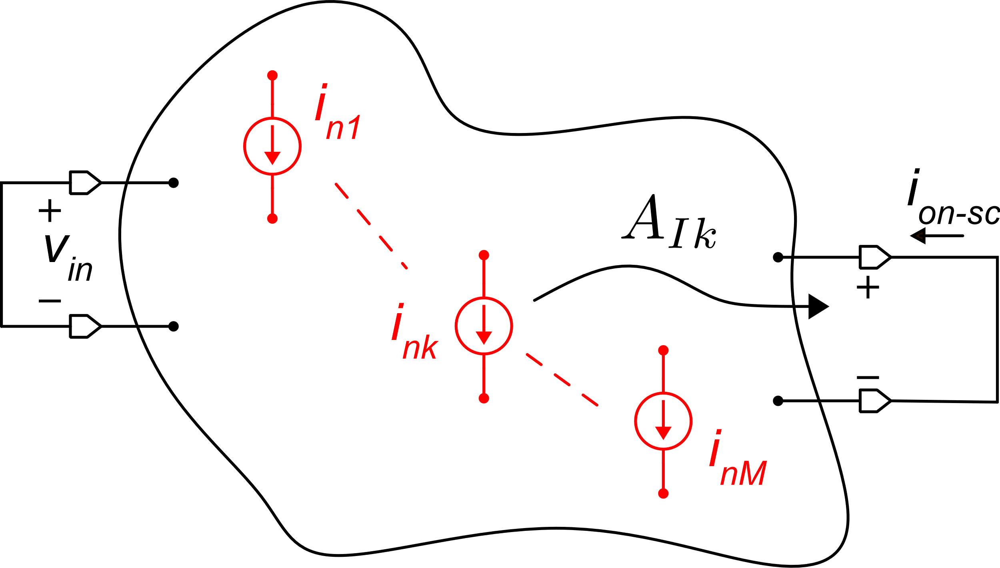 i_n1
A_Ik
i_on-sc
+
v_in
−
+
i_nk
−
i_nM